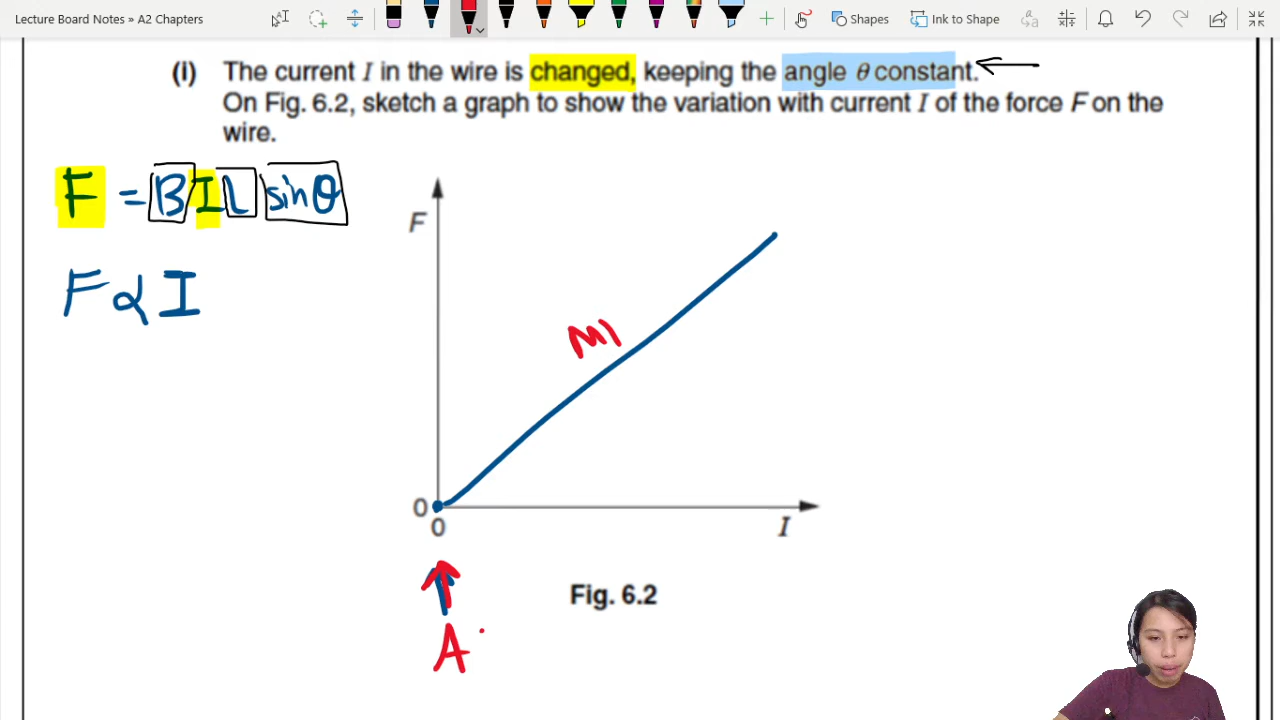 Lecture Board Notes » A2 Chapters
Shapes
Ink to Shape
(i) The current I in the wire is changed, keeping the angle θ constant.
On Fig. 6.2, sketch a graph to show the variation with current I of the force F on the
wire.
F = B I L sinθ
F ∝ I
F
M1
0
0
I
Fig. 6.2
A